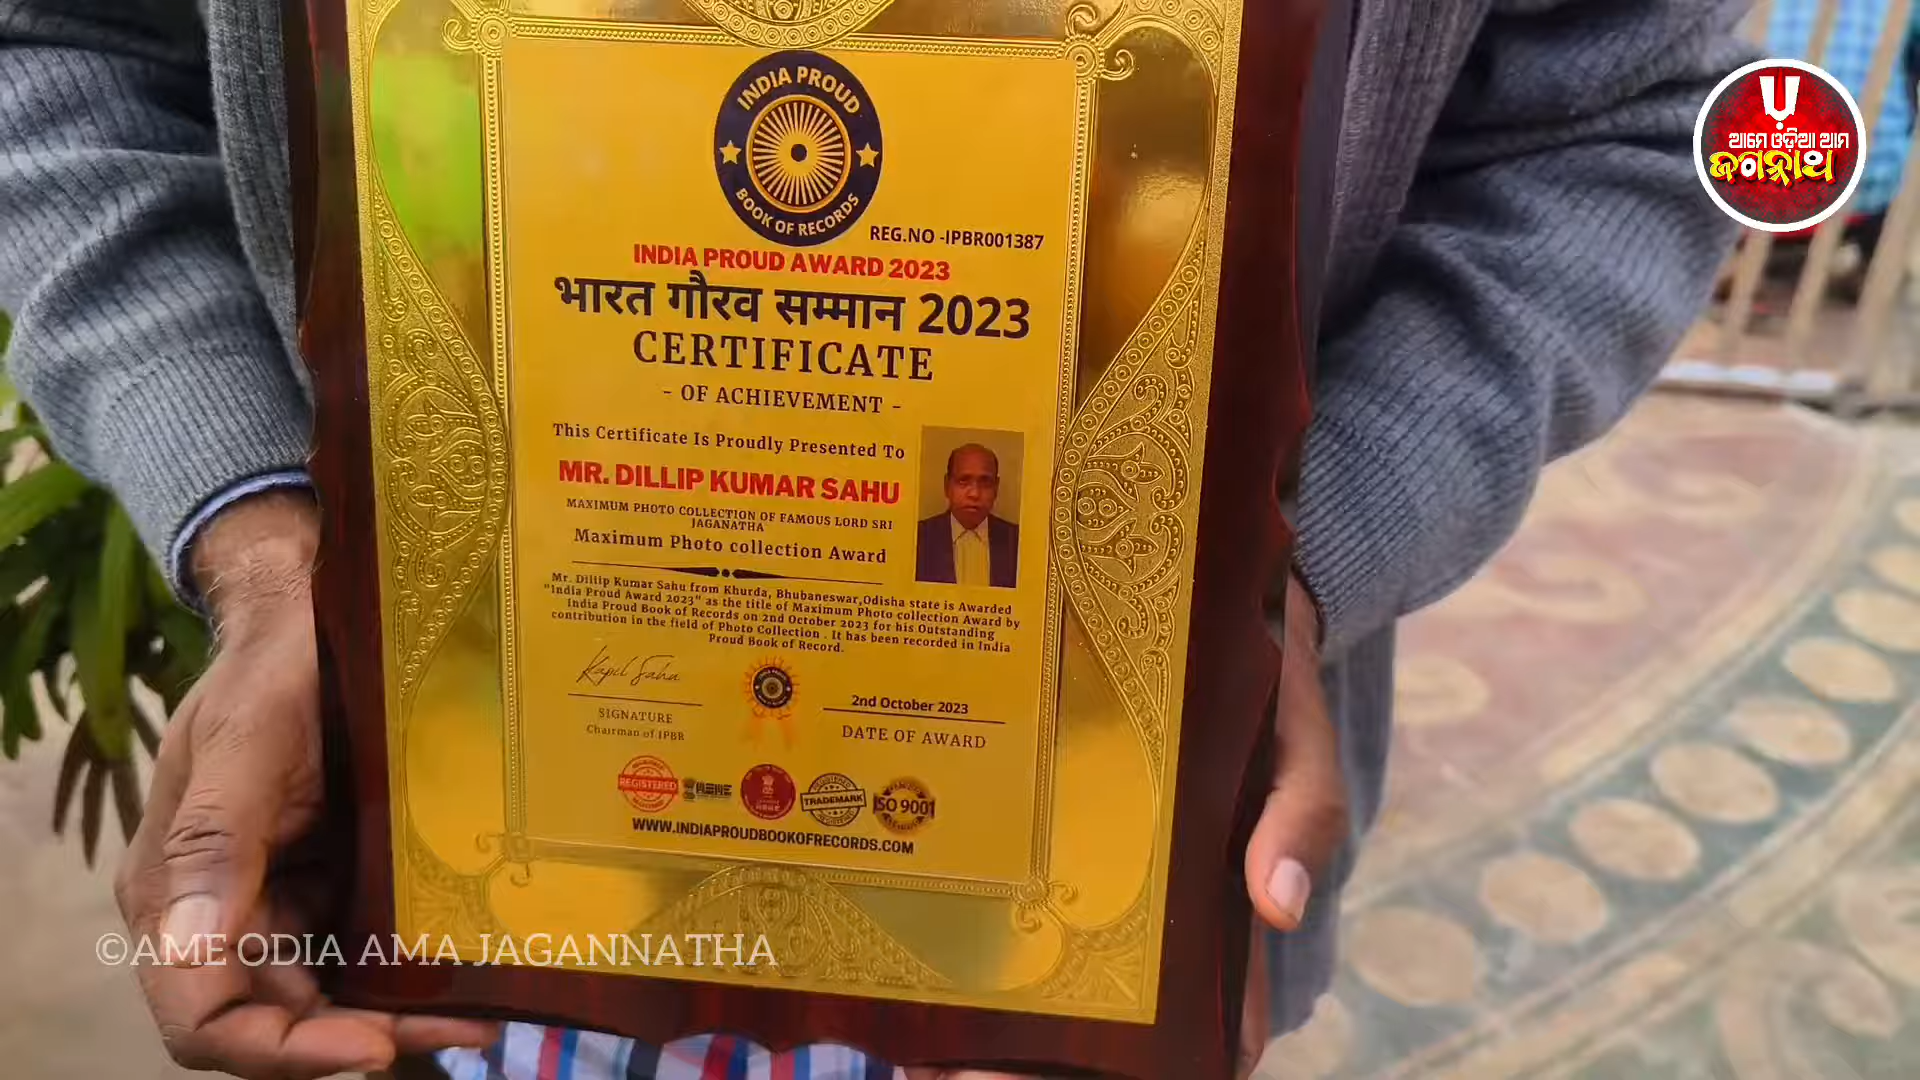 INDIA PROUD
BOOK OF RECORDS
REG.NO -IPBR001387
INDIA PROUD AWARD 2023
भारत गौरव सम्मान 2023
CERTIFICATE
- OF ACHIEVEMENT -
This Certificate Is Proudly Presented To
MR. DILLIP KUMAR SAHU
MAXIMUM PHOTO COLLECTION OF FAMOUS LORD SRI
JAGANATHA
Maximum Photo collection Award
Mr. Dillip Kumar Sahu from Khurda, Bhubaneswar,Odisha state is Awarded
"India Proud Award 2023" as the title of Maximum Photo collection Award by
India Proud Book of Records on 2nd October 2023 for his Outstanding
contribution in the field of Photo Collection . It has been recorded in India
Proud Book of Record.
Kapil Sahu
2nd October 2023
SIGNATURE
DATE OF AWARD
Chairman of IPBR
REGISTERED
TRADEMARK
ISO 9001
WWW.INDIAPROUDBOOKOFRECORDS.COM
ଆମେ ଓଡ଼ିଆ ଆମ
ଜଗନ୍ନାଥ
©AME ODIA AMA JAGANNATHA